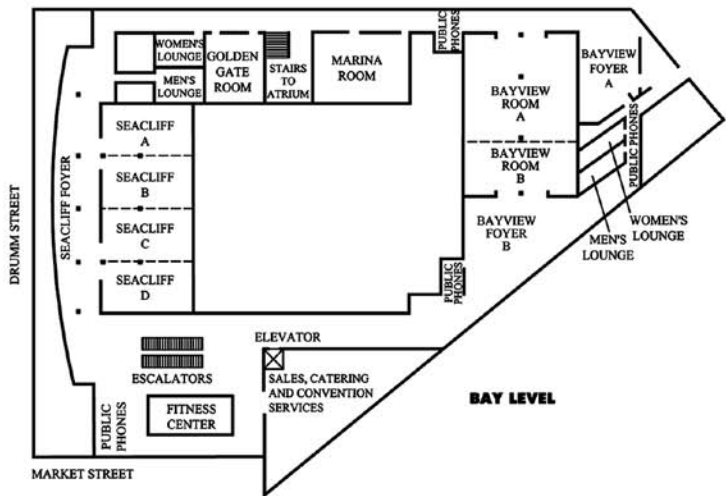 PUBLIC
PHONES
WOMEN'S
LOUNGE
MEN'S
LOUNGE
GOLDEN
GATE
ROOM
STAIRS
TO
ATRIUM
MARINA
ROOM
BAYVIEW
FOYER
A
BAYVIEW
ROOM
A
BAYVIEW
ROOM
B
PUBLIC PHONES
SEACLIFF
A
SEACLIFF
B
SEACLIFF
C
SEACLIFF
D
DRUMM STREET
SEACLIFF FOYER
BAYVIEW
FOYER
B
WOMEN'S
LOUNGE
MEN'S
LOUNGE
PUBLIC
PHONES
ELEVATOR
ESCALATORS
SALES, CATERING
AND CONVENTION
SERVICES
BAY LEVEL
PUBLIC
PHONES
FITNESS
CENTER
MARKET STREET